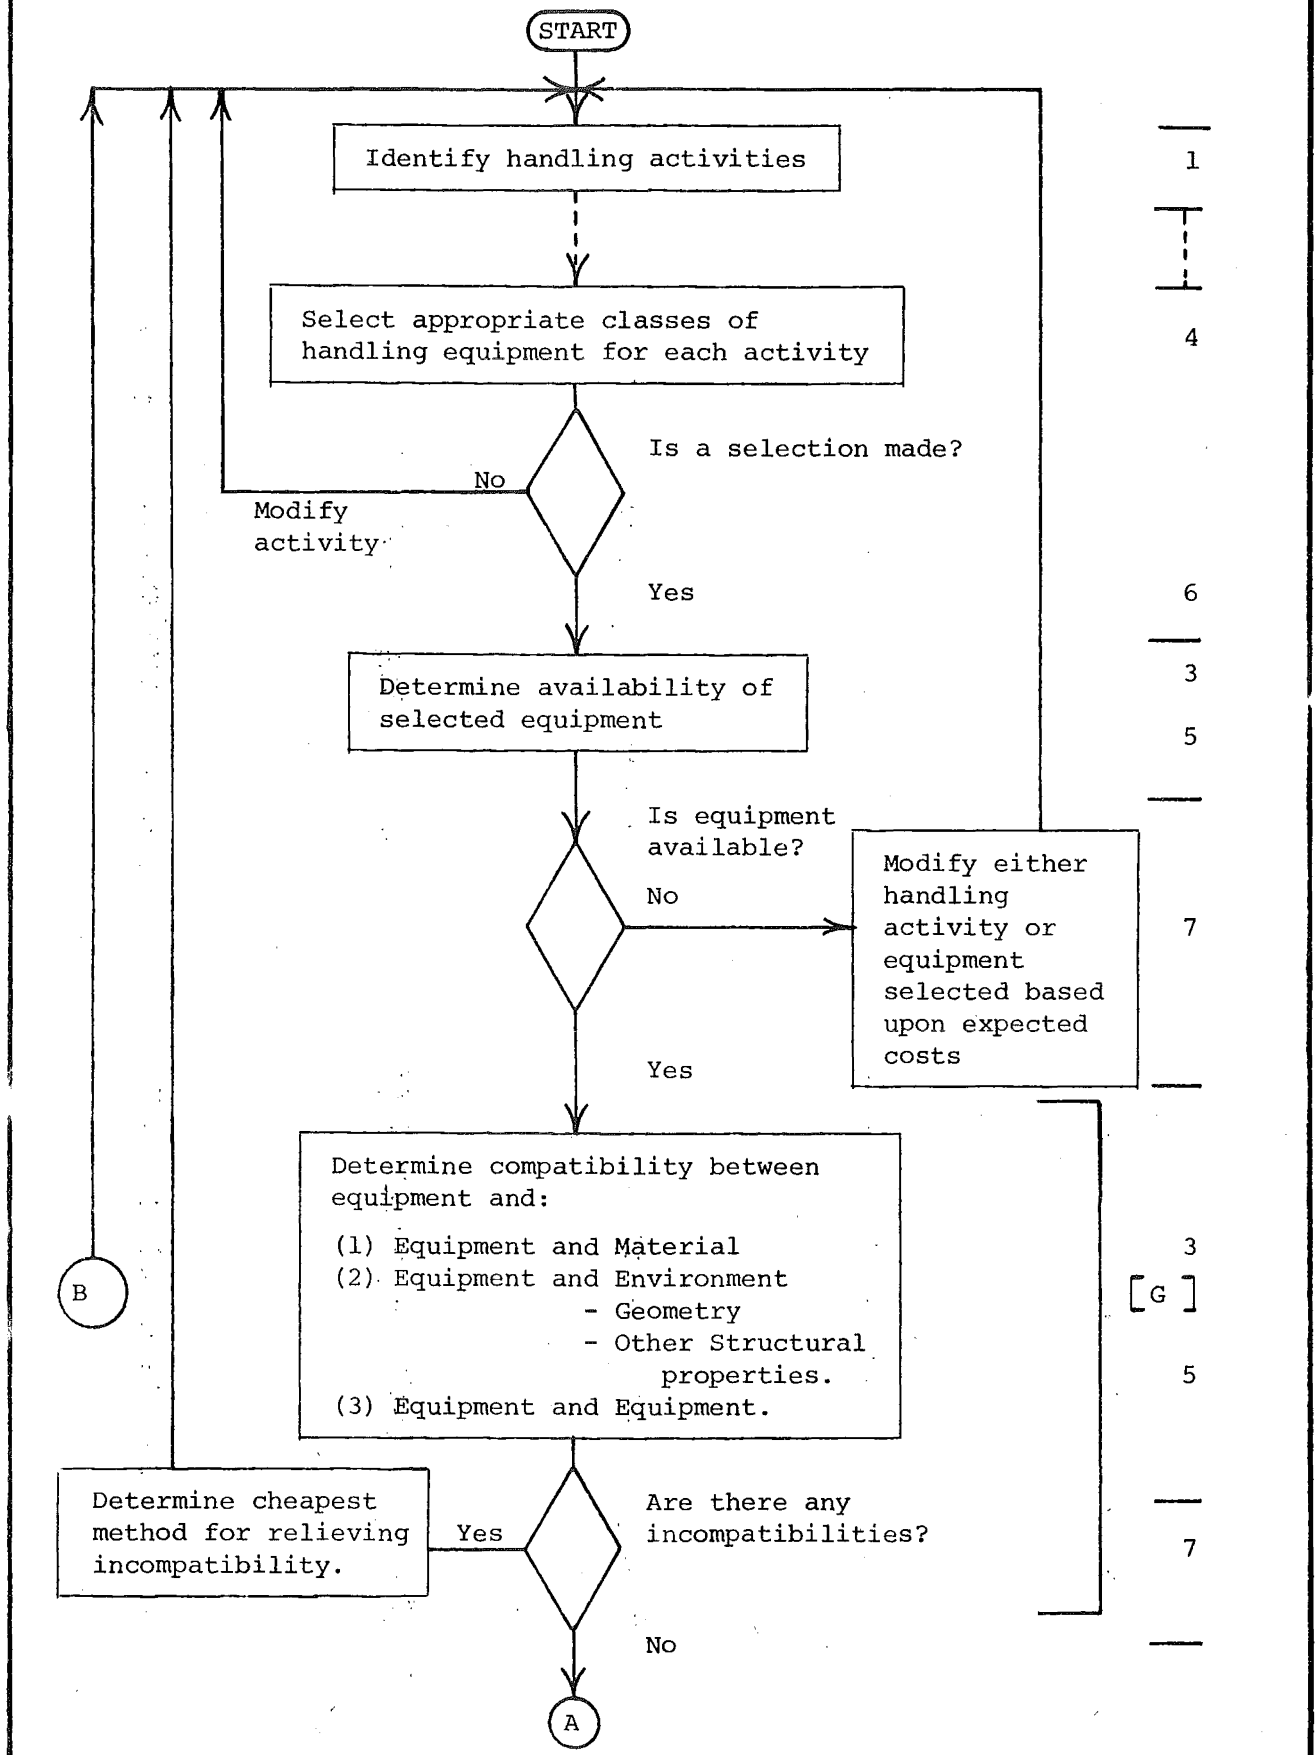 START
Identify handling activities
1
Select appropriate classes of
handling equipment for each activity
4
Is a selection made?
No
Modify
activity
Yes
6
Determine availability of
selected equipment
3
5
Is equipment
available?
No
Modify either
handling
activity or
equipment
selected based
upon expected
costs
7
Yes
Determine compatibility between
equipment and:
(1) Equipment and Material
(2) Equipment and Environment
- Geometry
- Other Structural
properties.
(3) Equipment and Equipment.
3
[G]
5
B
Determine cheapest
method for relieving
incompatibility.
Yes
Are there any
incompatibilities?
7
No
A